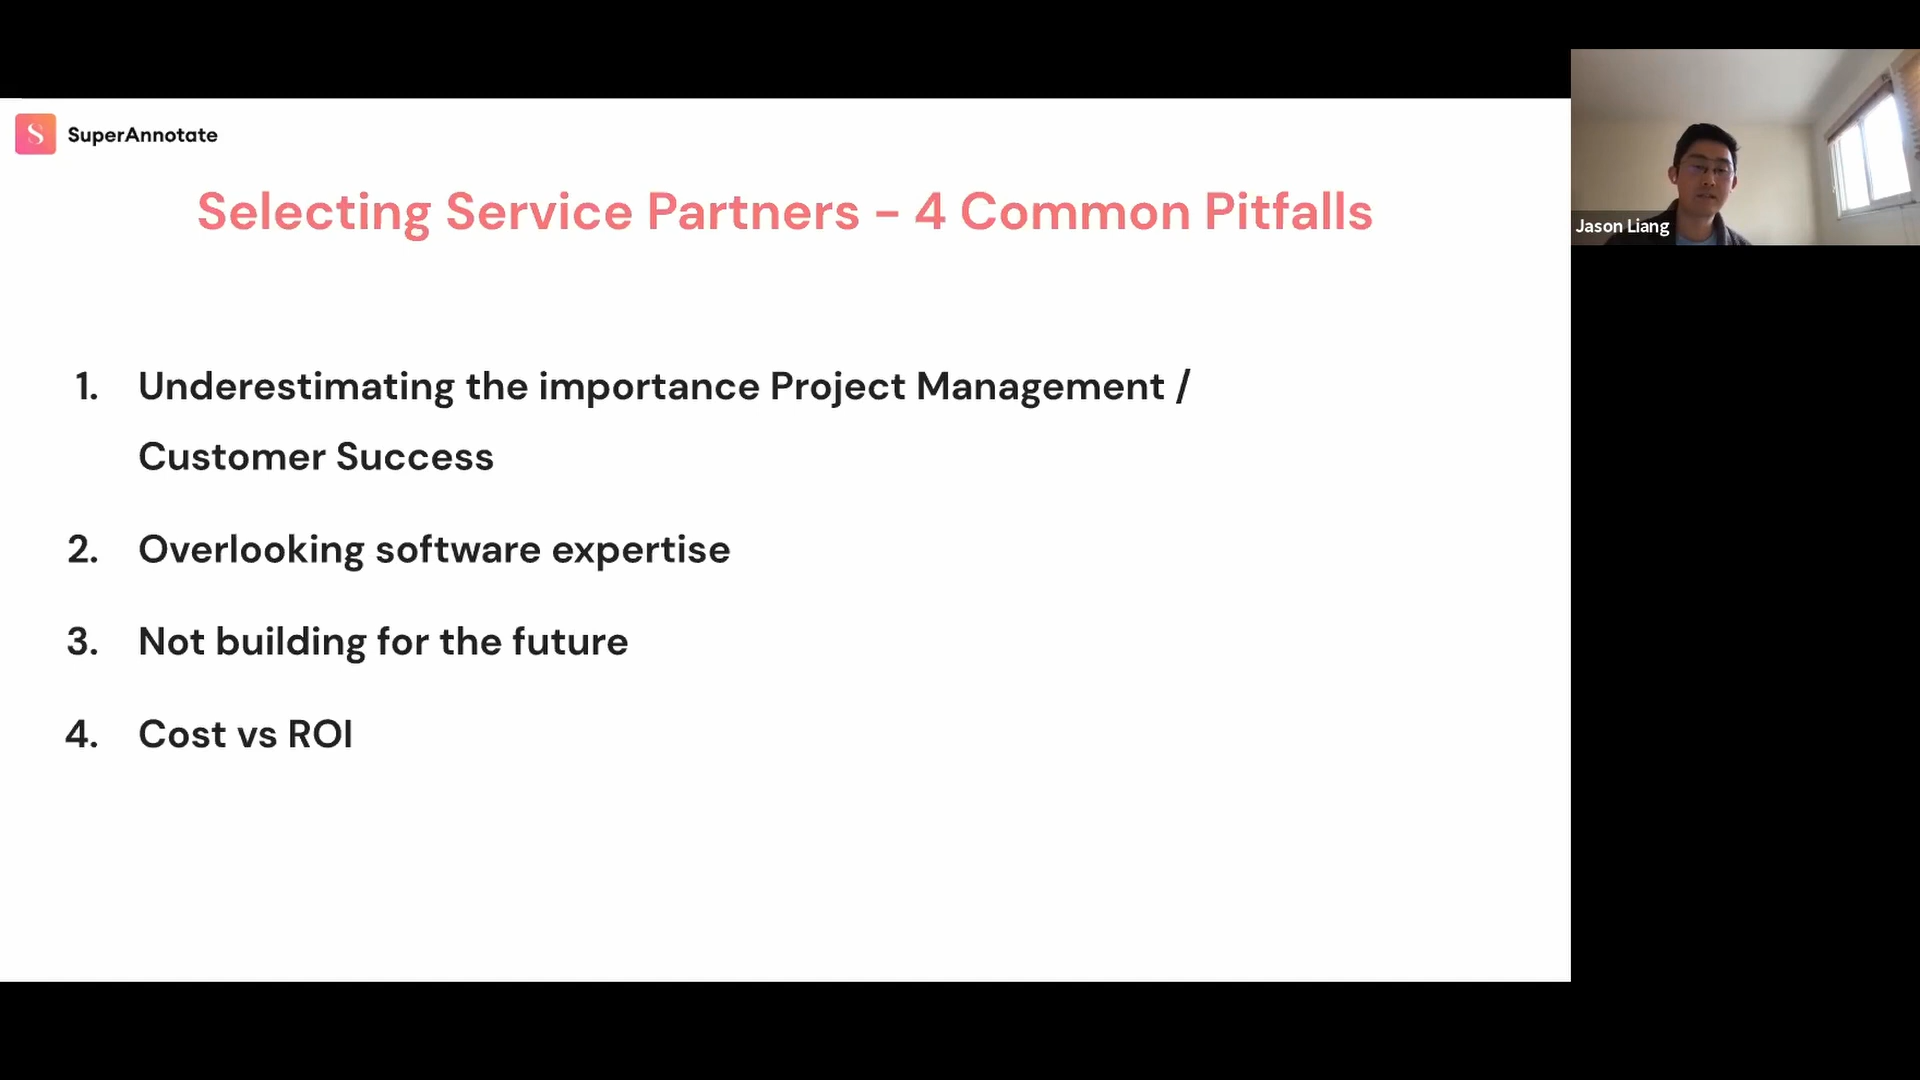 S SuperAnnotate
Selecting Service Partners - 4 Common Pitfalls
1. Underestimating the importance Project Management /
Customer Success
2. Overlooking software expertise
3. Not building for the future
4. Cost vs ROI
Jason Liang